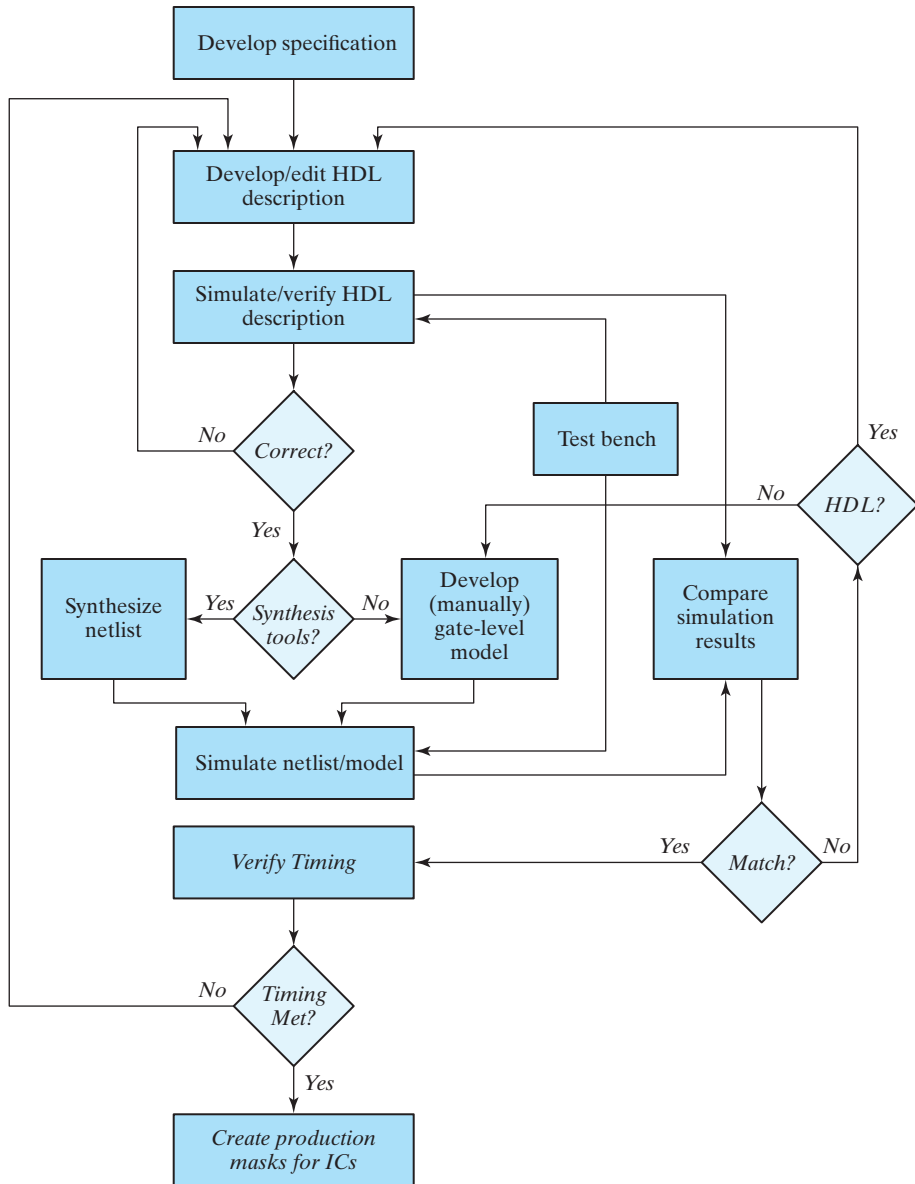 Develop specification
Develop/edit HDL
description
Simulate/verify HDL
description
No
Correct?
Test bench
Yes
No
HDL?
Yes
Synthesize
netlist
Yes
Synthesis
tools?
No
Develop
(manually)
gate-level
model
Compare
simulation
results
Simulate netlist/model
Verify Timing
Yes
Match?
No
No
Timing
Met?
Yes
Create production
masks for ICs